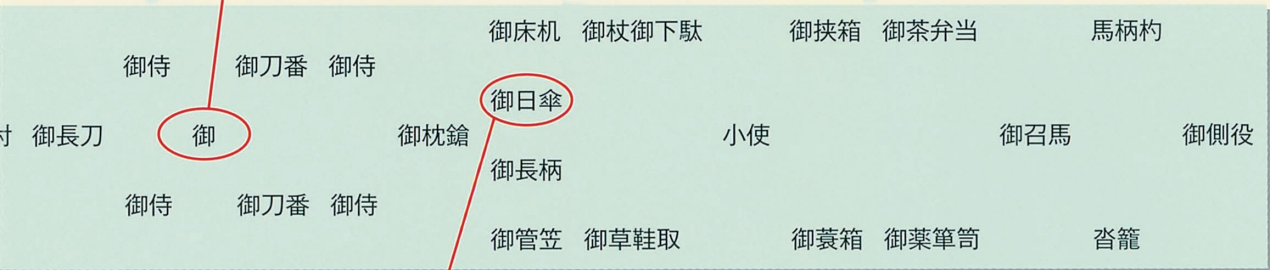 御床机 御杖御下駄 御挟箱 御茶弁当 馬柄杓
御侍 御刀番 御侍
御日傘
御長刀 御 御枕鎗 小使 御召馬 御側役
御長柄
御侍 御刀番 御侍
御管笠 御草鞋取 御蓑箱 御薬箪笥 沓籠